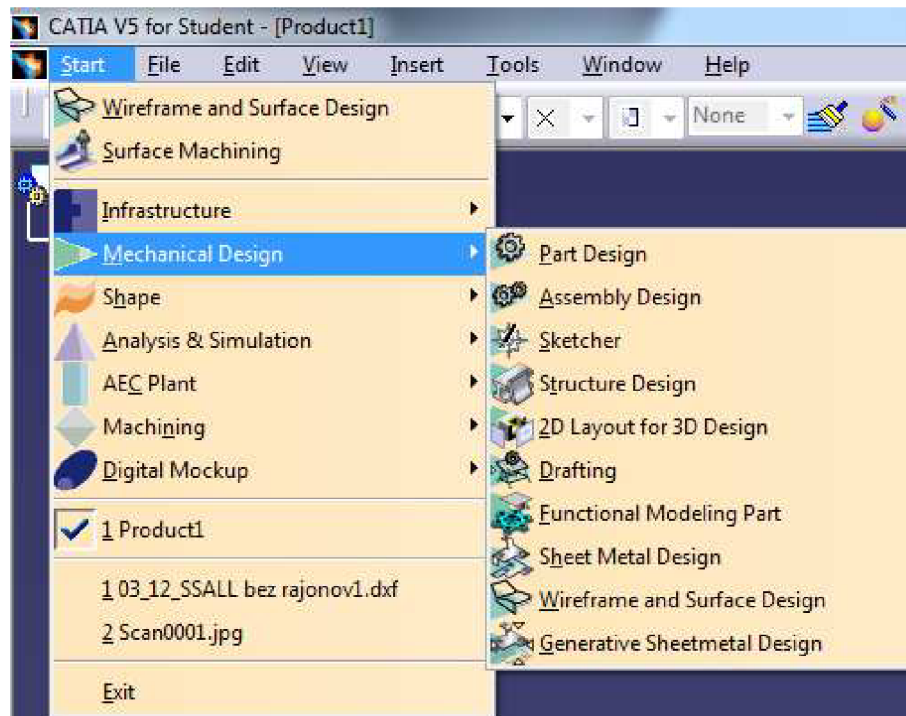 CATIA V5 for Student - [Product1]
Start File Edit View Insert Tools Window Help
None
Wireframe and Surface Design
Surface Machining
Infrastructure
Mechanical Design
Shape
Analysis & Simulation
AEC Plant
Machining
Digital Mockup
1 Product1
1 03_12_SSALL bez rajonov1.dxf
2 Scan0001.jpg
Exit
Part Design
Assembly Design
Sketcher
Structure Design
2D Layout for 3D Design
Drafting
Functional Modeling Part
Sheet Metal Design
Wireframe and Surface Design
Generative Sheetmetal Design